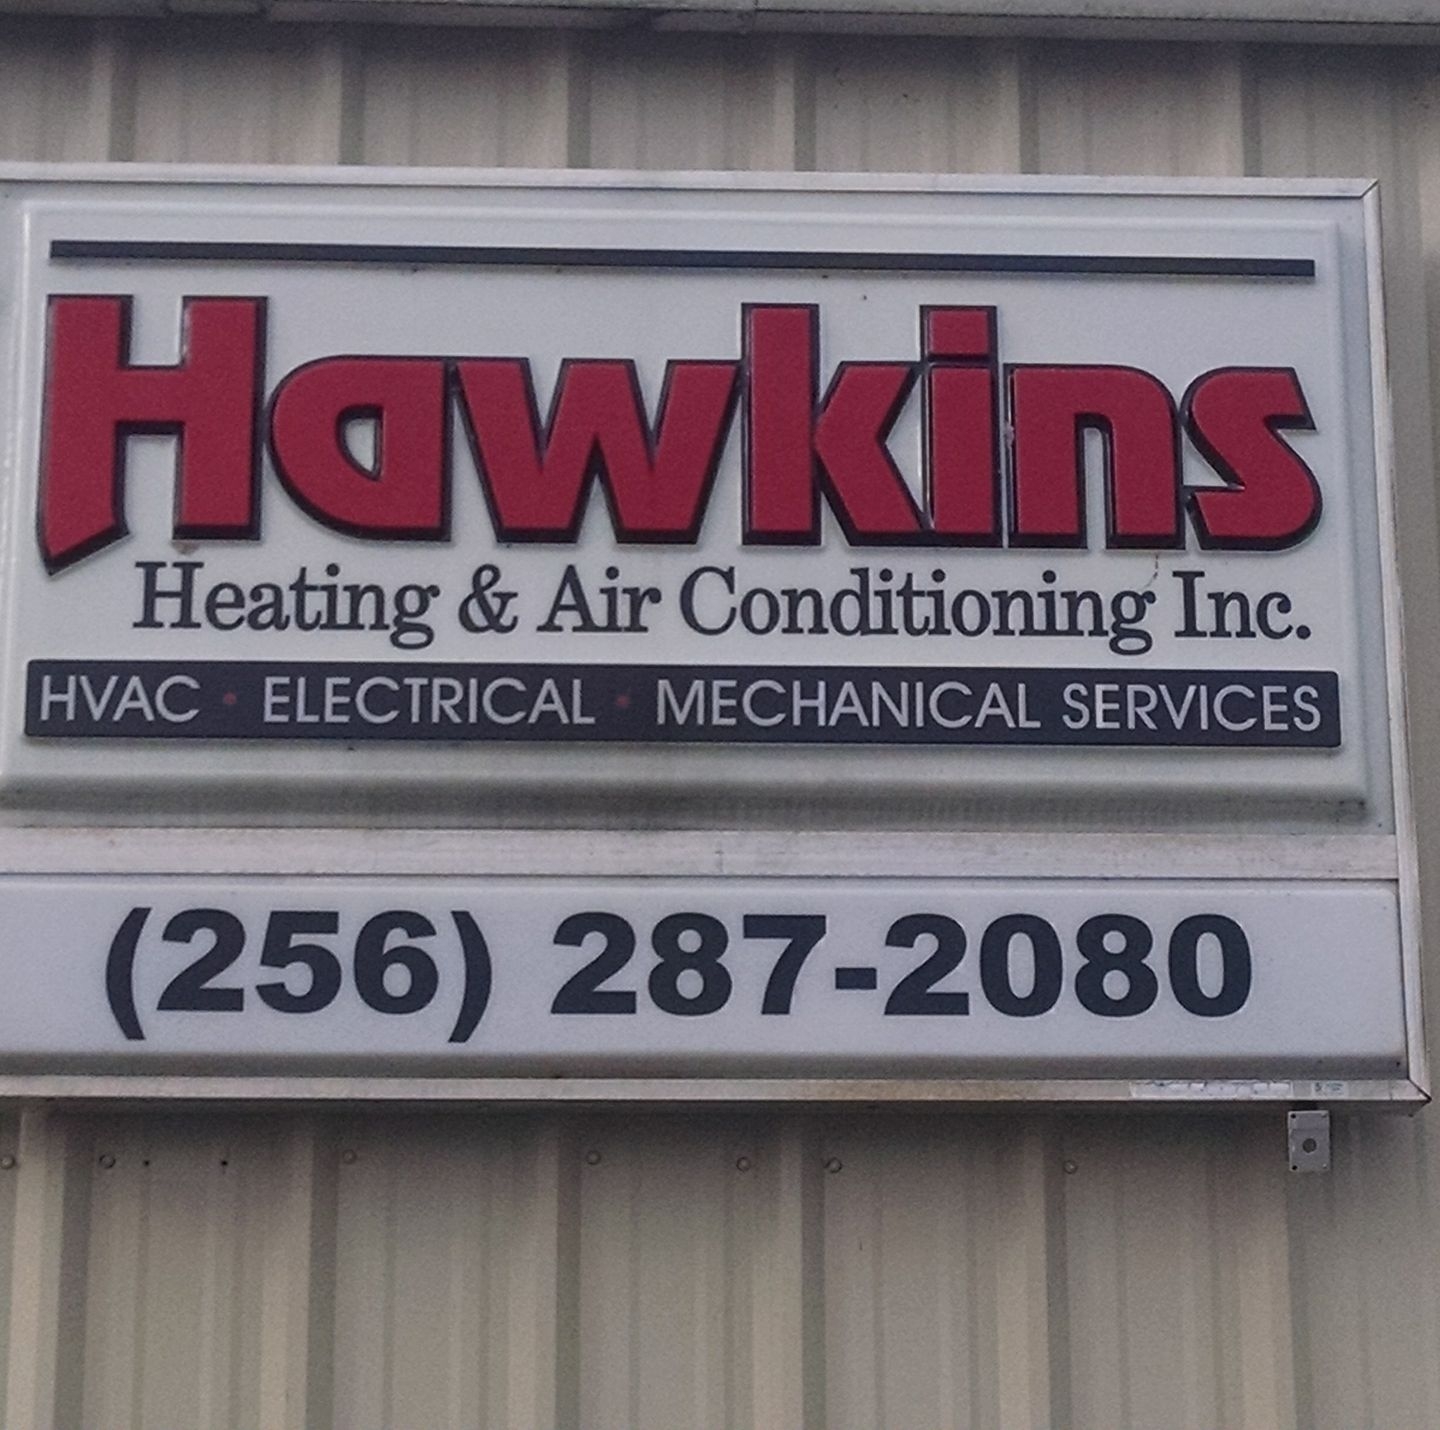 Hawkins
Heating & Air Conditioning Inc.
HVAC • ELECTRICAL • MECHANICAL SERVICES
(256) 287-2080